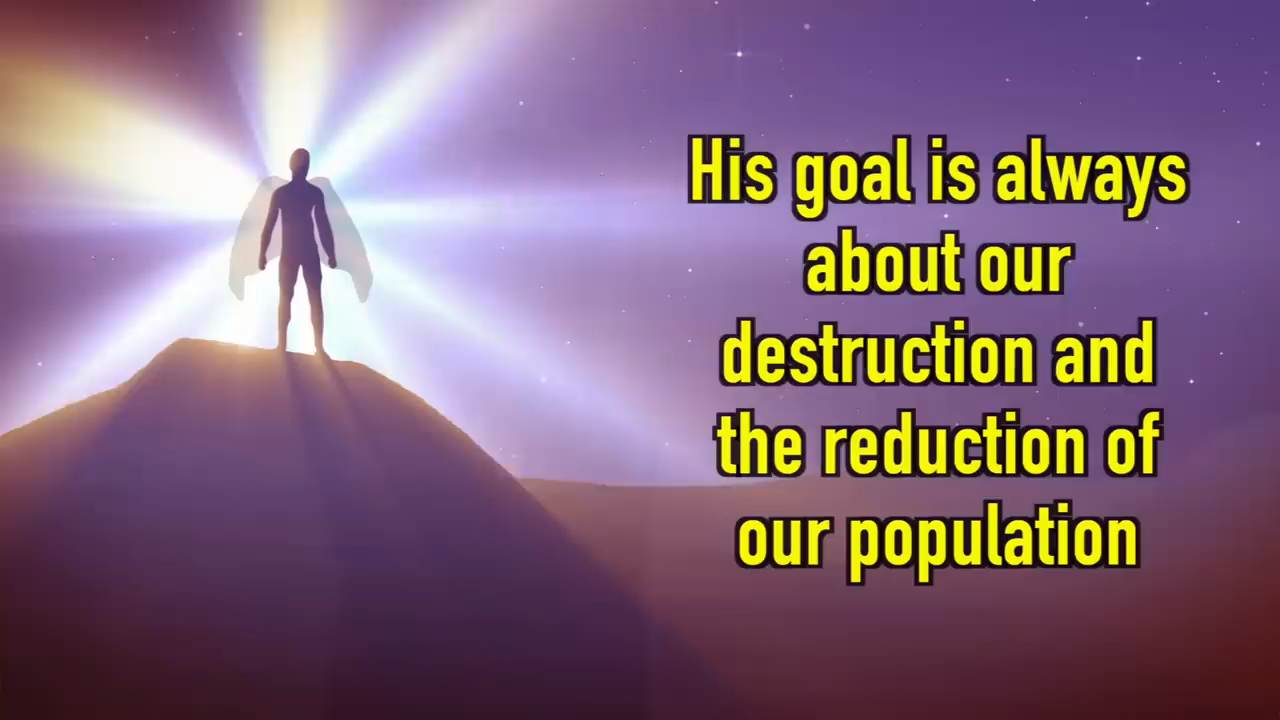 His goal is always
about our
destruction and
the reduction of
our population